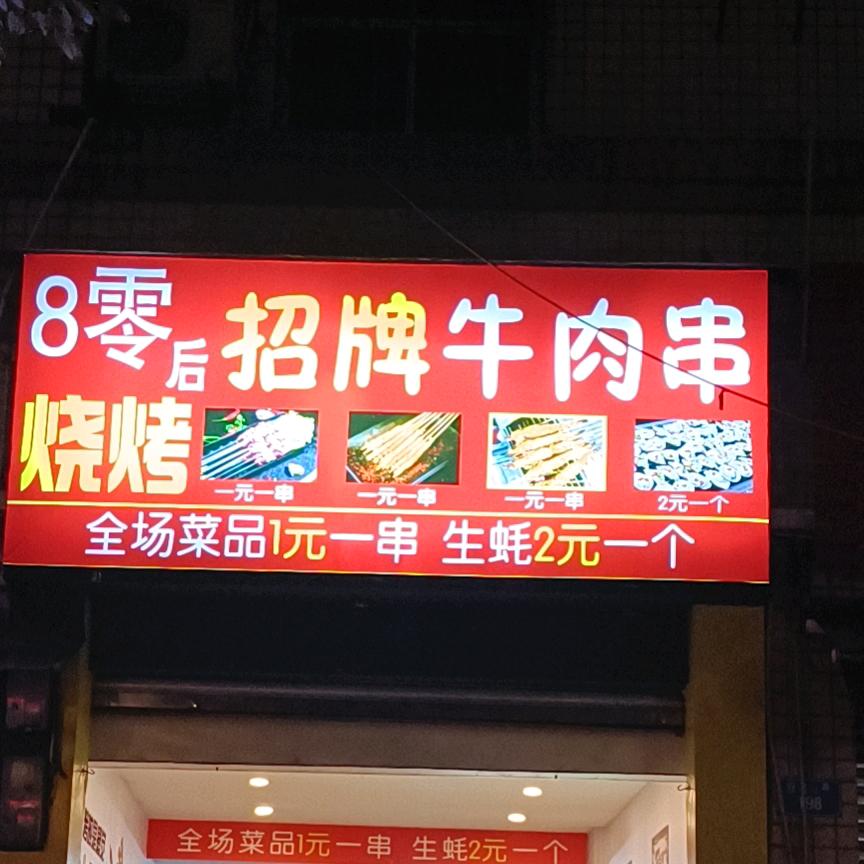 8零后
招牌牛肉串
烧烤
一元一串
一元一串
一元一串
2元一个
全场菜品1元一串 生蚝2元一个
全场菜品1元一串 生蚝2元一个
198